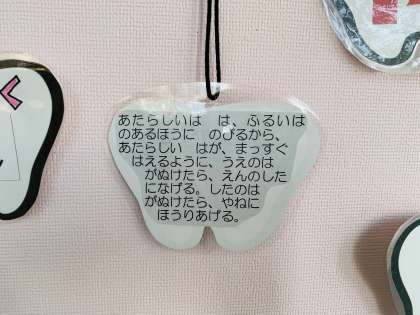 あたらしいは　は、ふるいは
のあるほうに　のびるから、
あたらしい　はが、まっすぐ
はえるように、うえのは
がぬけたら、えんのした
になげる。したのは
がぬけたら、やねに
ほうりあげる。
く